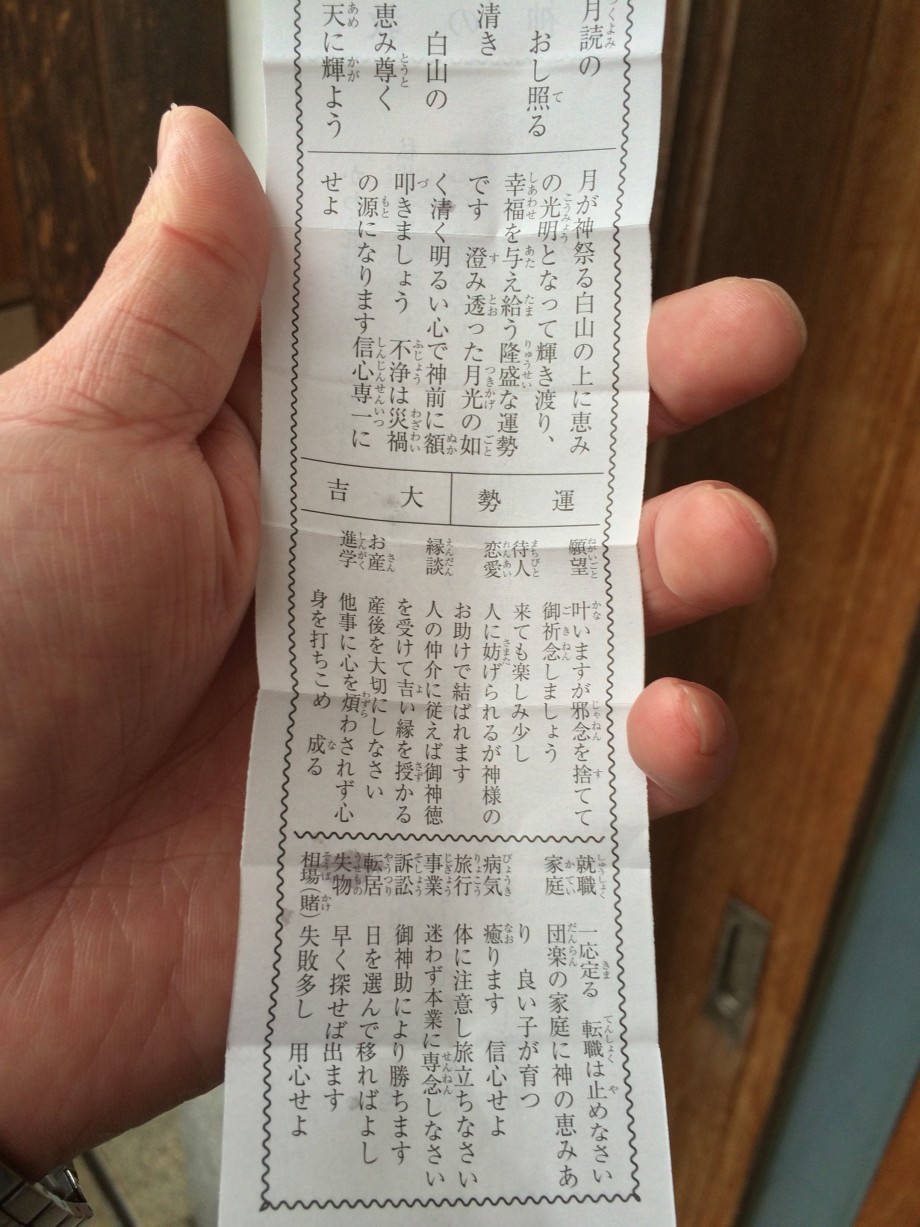 月読の
おし照る
清き
白山の
恵み尊く
天に輝よう
月が神祭る白山の上に恵み
の光明となって輝き渡り、
幸福を与え給う隆盛な運勢
です 澄み透った月光の如
く清く明るい心で神前に額
叩きましょう 不浄は災禍
の源になります信心専一に
せよ
運勢 大吉
願望 叶いますが邪念を捨てて
御祈念しましょう
待人 来ても楽しみ少し
恋愛 人に妨げられるが神様の
お助けで結ばれます
縁談 人の仲介に従えば御神徳
を受けて吉い縁を授かる
お産 産後を大切にしなさい
進学 他事に心を煩わされず心
身を打ちこめ 成る
就職 一応定る 転職は止めなさい
家庭 団楽の家庭に神の恵みあ
り 良い子が育つ
病気 癒ります 信心せよ
旅行 体に注意し旅立ちなさい
事業 迷わず本業に専念しなさい
訴訟 御神助により勝ちます
転居 日を選んで移ればよし
失物 早く探せば出ます
相場(賭) 失敗多し 用心せよ